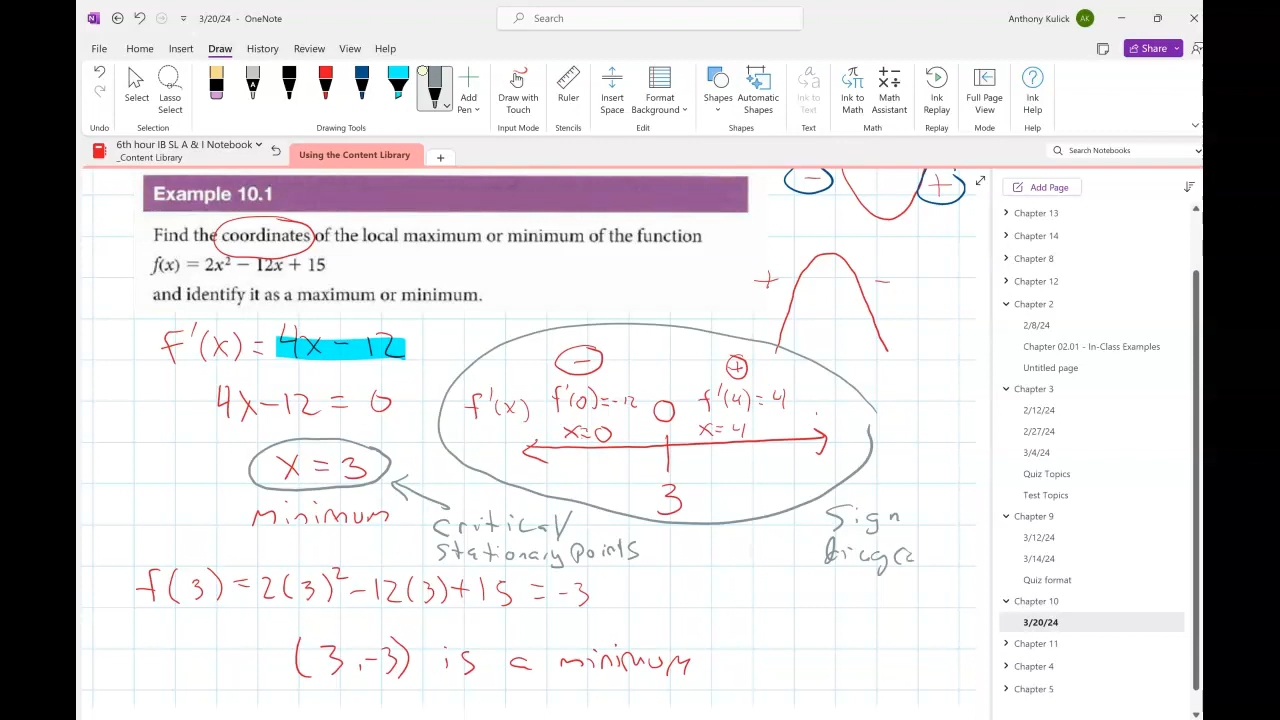 3/20/24 - OneNote
Search
Anthony Kulick
AK
File Home Insert Draw History Review View Help
Share
Undo
Select
Lasso Select
Add Pen
Draw with Touch
Ruler
Insert Space
Format Background
Shapes
Automatic Shapes
Ink to Text
Ink to Math
Math Assistant
Ink Replay
Full Page View
Ink Help
Undo Selection Drawing Tools Input Mode Stencils Edit Shapes Text Math Replay Mode Help
6th hour IB SL A & I Notebook
_Content Library
Using the Content Library
+
Search Notebooks
Add Page
Example 10.1
Find the coordinates of the local maximum or minimum of the function
f(x) = 2x² − 12x + 15
and identify it as a maximum or minimum.
− +
+ −
f'(x) = 4x − 12
4x − 12 = 0
x = 3
minimum
− +
f'(x) f'(0) = −12 0 f'(4) = 4
x = 0 x = 4
3
critical
stationary points
Sign
f(3) = 2(3)² − 12(3) + 15 = −3
(3, −3) is a minimum
Chapter 13
Chapter 14
Chapter 8
Chapter 12
Chapter 2
2/8/24
Chapter 02.01 - In-Class Examples
Untitled page
Chapter 3
2/12/24
2/27/24
3/4/24
Quiz Topics
Test Topics
Chapter 9
3/12/24
3/14/24
Quiz format
Chapter 10
3/20/24
Chapter 11
Chapter 4
Chapter 5